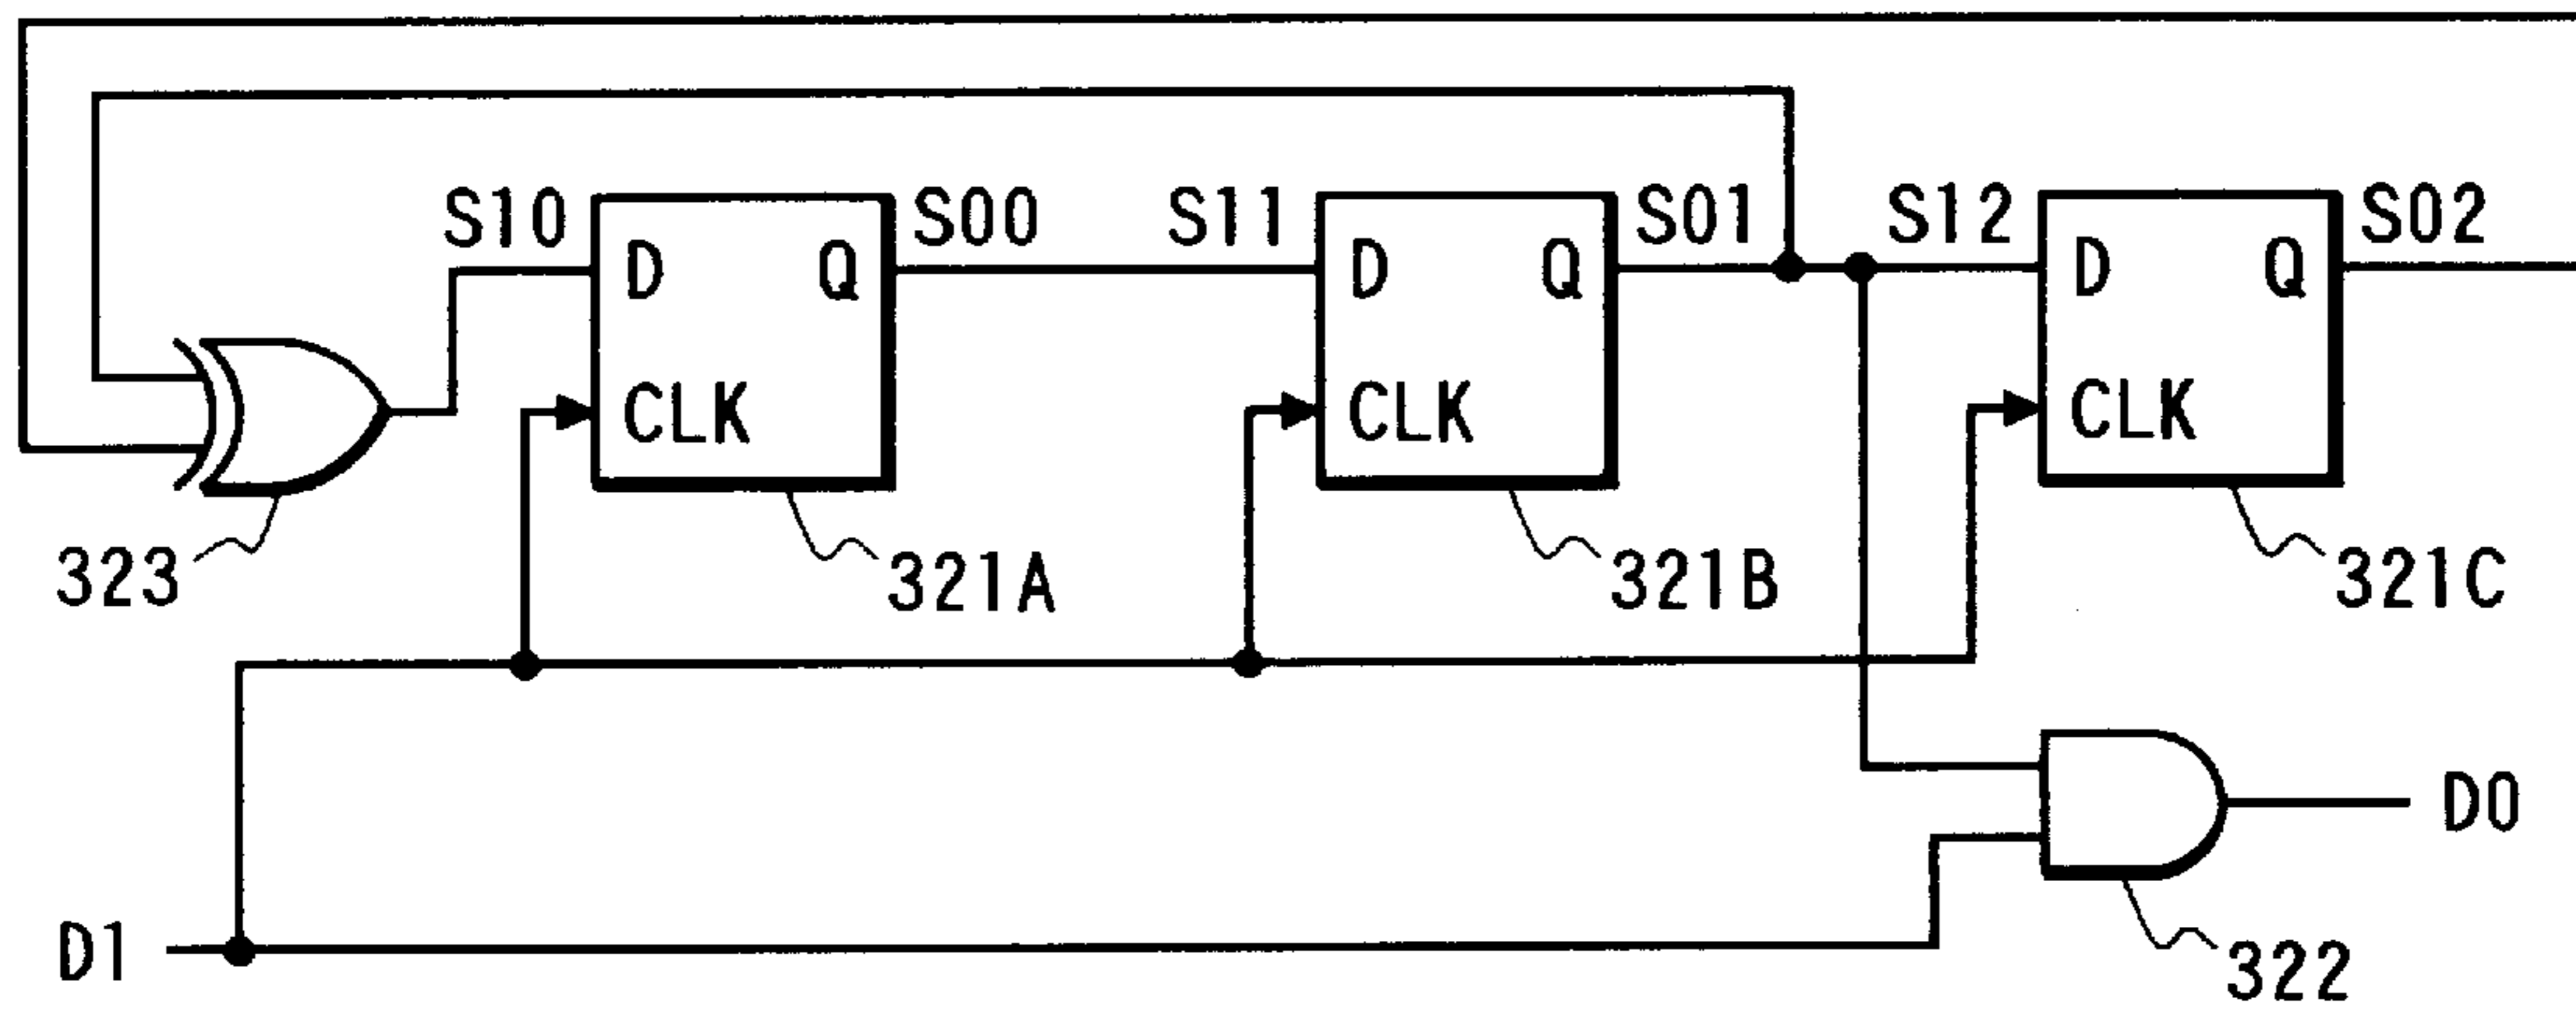 S10 S00 S11 S01 S12 S02
D Q D Q D Q
CLK CLK CLK
323 321A 321B 321C
D0
D1
322